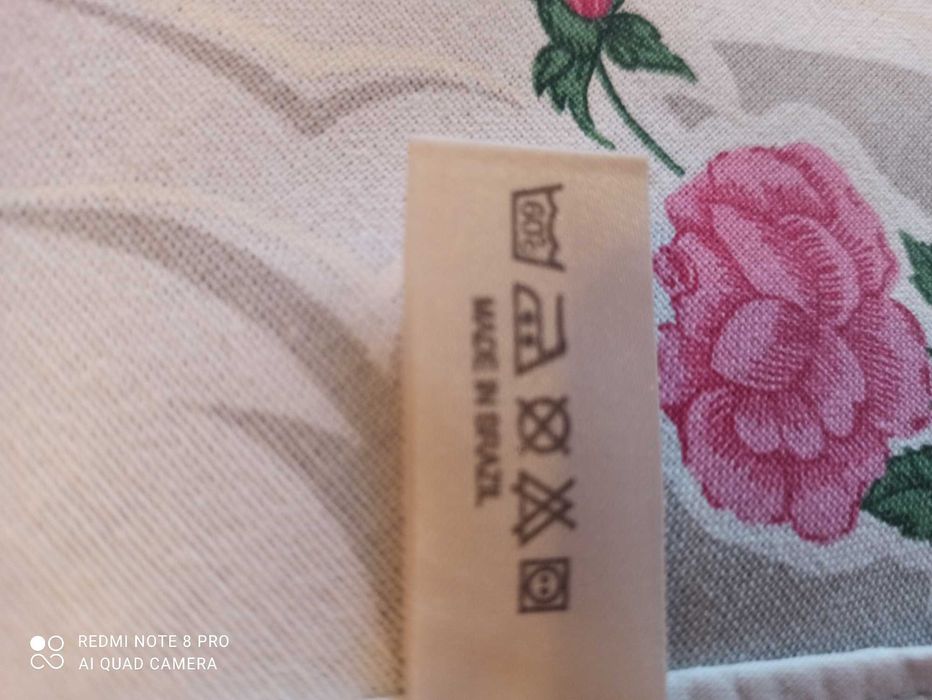 60°C
MADE IN BRAZIL
REDMI NOTE 8 PRO
AI QUAD CAMERA